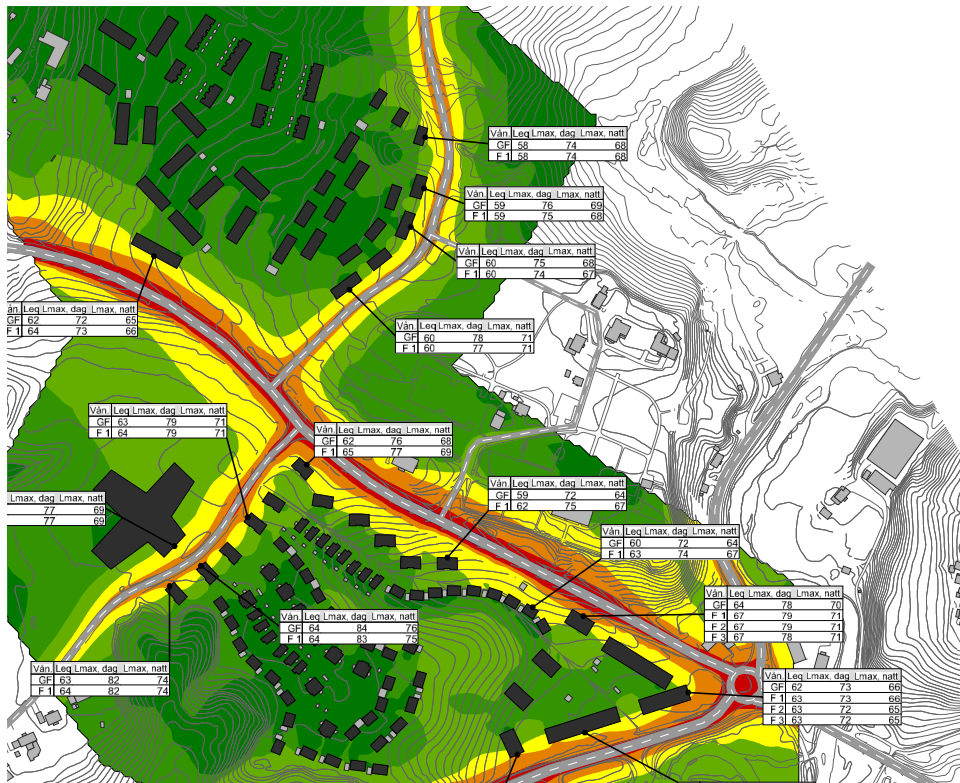 Vån. Leq Lmax, dag Lmax, natt
GF 58 74 68
F 1 58 74 68
Vån. Leq Lmax, dag Lmax, natt
GF 59 76 69
F 1 59 75 68
Vån. Leq Lmax, dag Lmax, natt
GF 60 75 68
F 1 60 74 67
ån. Leq Lmax, dag Lmax, natt
GF 62 72 65
F 1 64 73 66
Vån. Leq Lmax, dag Lmax, natt
GF 60 78 71
F 1 60 77 71
Vån. Leq Lmax, dag Lmax, natt
GF 63 79 71
F 1 64 79 71
Vån. Leq Lmax, dag Lmax, natt
GF 62 76 68
F 1 65 77 69
Vån. Leq Lmax, dag Lmax, natt
GF 59 72 64
F 1 62 75 67
Lmax, dag Lmax, natt
77 69
77 69
Vån. Leq Lmax, dag Lmax, natt
GF 60 72 64
F 1 63 74 67
Vån. Leq Lmax, dag Lmax, natt
GF 64 78 70
F 1 67 79 71
F 2 67 79 71
F 3 67 78 71
Vån. Leq Lmax, dag Lmax, natt
GF 64 84 76
F 1 64 83 75
Vån. Leq Lmax, dag Lmax, natt
GF 63 82 74
F 1 64 82 74
Vån. Leq Lmax, dag Lmax, natt
GF 62 73 66
F 1 63 73 66
F 2 63 72 65
F 3 63 72 65